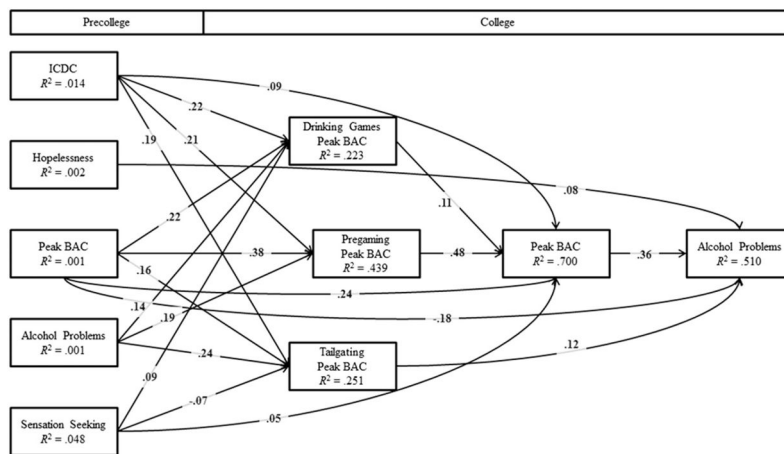 Precollege
College
ICDC
R² = .014
Hopelessness
R² = .002
Peak BAC
R² = .001
Alcohol Problems
R² = .001
Sensation Seeking
R² = .048
Drinking Games
Peak BAC
R² = .223
Pregaming
Peak BAC
R² = .439
Tailgating
Peak BAC
R² = .251
Peak BAC
R² = .700
Alcohol Problems
R² = .510
.09
.22
.21
.19
.08
.22
.11
.38
.48
.36
.16
.24
.14
.19
-.18
.24
.12
.09
-.07
.05